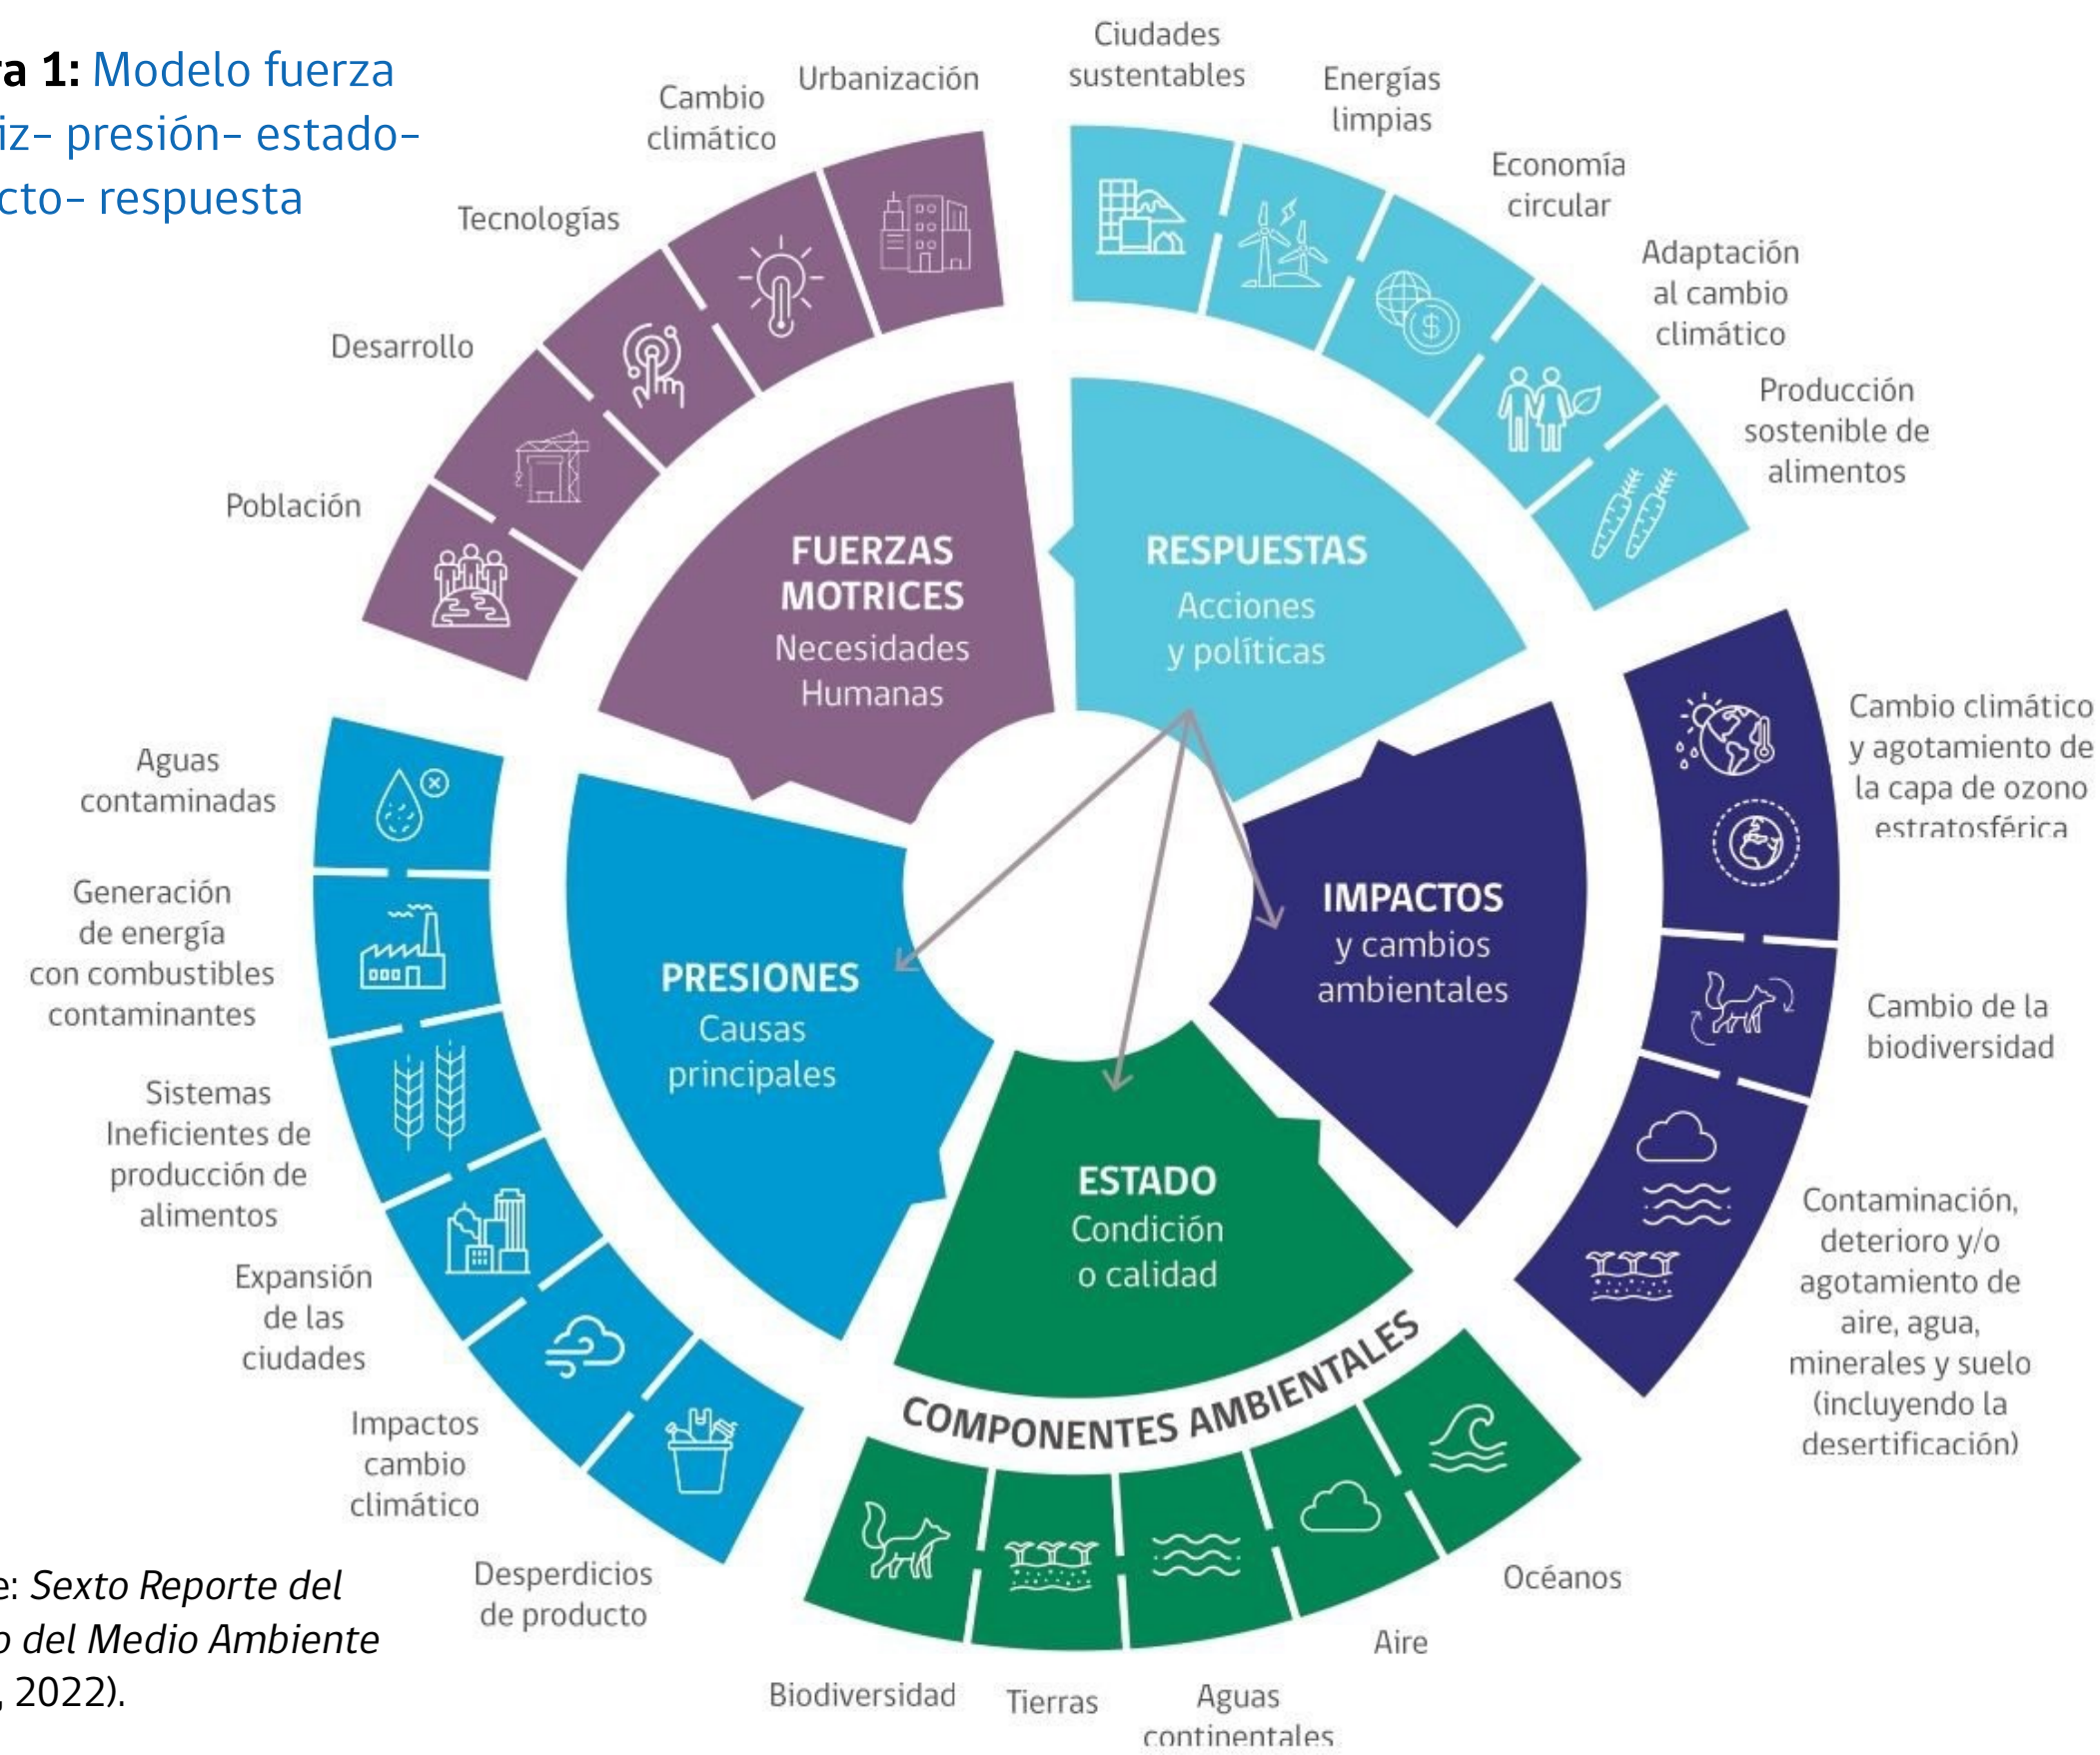 ra 1: Modelo fuerza
iz- presión- estado-
cto- respuesta
Ciudades
sustentables
Energías
limpias
Economía
circular
Adaptación
al cambio
climático
Producción
sostenible de
alimentos
Urbanización
Cambio
climático
Tecnologías
Desarrollo
Población
FUERZAS
MOTRICES
Necesidades
Humanas
RESPUESTAS
Acciones
y políticas
IMPACTOS
y cambios
ambientales
PRESIONES
Causas
principales
ESTADO
Condición
o calidad
COMPONENTES AMBIENTALES
Cambio climático
y agotamiento de
la capa de ozono
estratosférica
Cambio de la
biodiversidad
Contaminación,
deterioro y/o
agotamiento de
aire, agua,
minerales y suelo
(incluyendo la
desertificación)
Aguas
contaminadas
Generación
de energía
con combustibles
contaminantes
Sistemas
Ineficientes de
producción de
alimentos
Expansión
de las
ciudades
Impactos
cambio
climático
Desperdicios
de producto
Biodiversidad
Tierras
Aguas
continentales
Aire
Océanos
$
e: Sexto Reporte del
o del Medio Ambiente
, 2022).